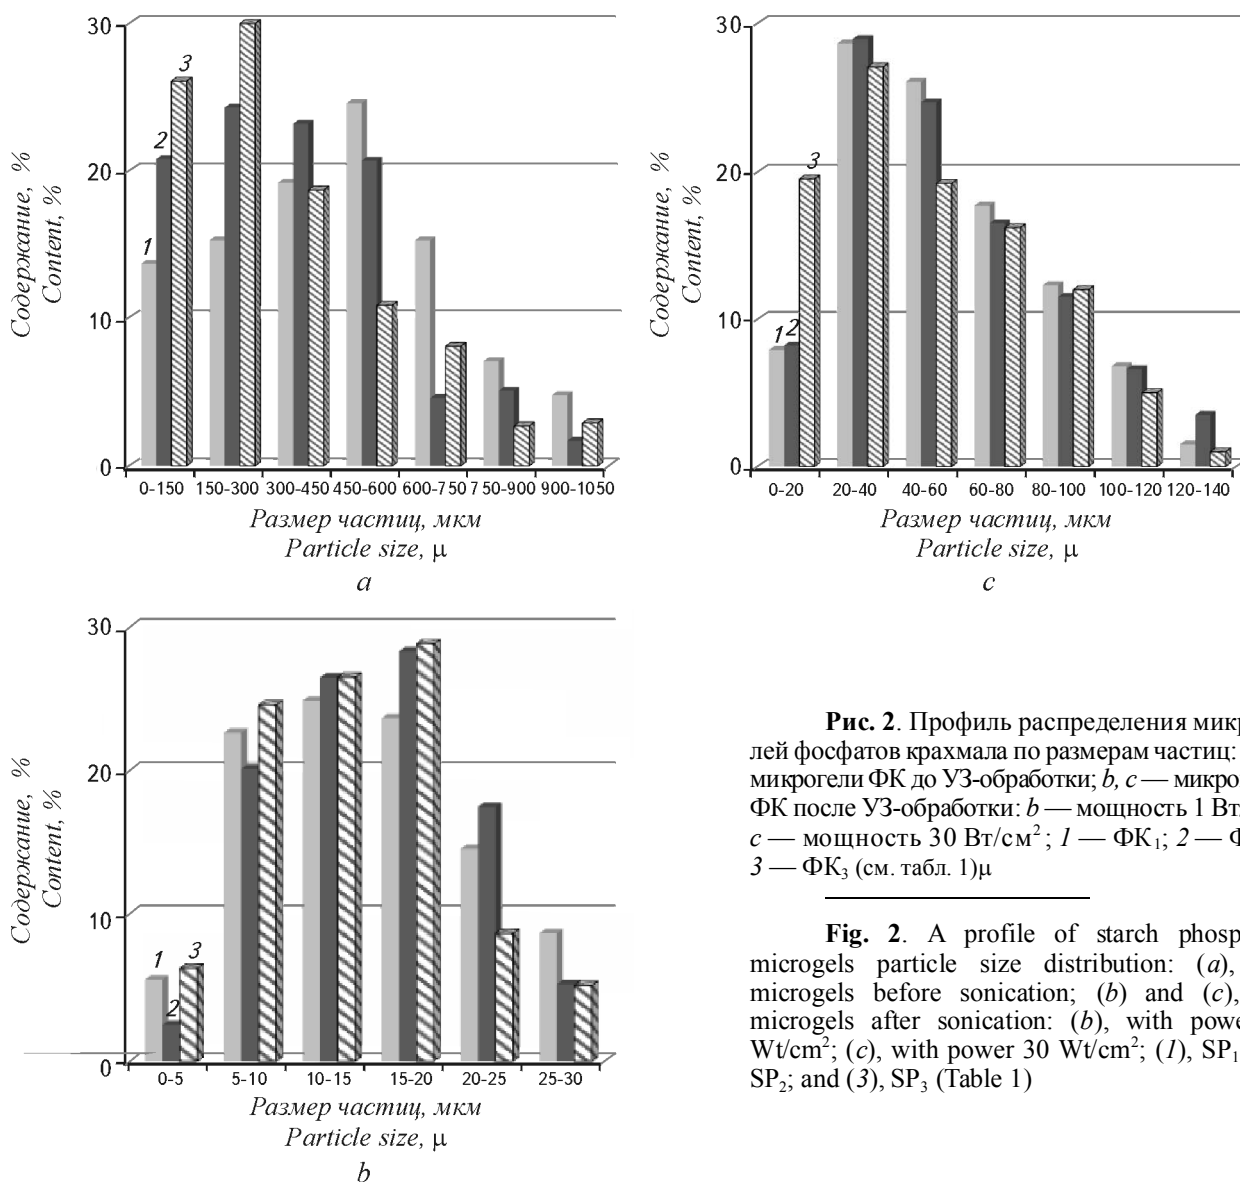 30
20
10
0
Содержание, %
Content, %
1
2
3
0-150 150-300 300-450 450-600 600-750 750-900 900-1050
Размер частиц, мкм
Particle size, μ
a
30
20
10
0
Содержание, %
Content, %
1
2
3
0-20 20-40 40-60 60-80 80-100 100-120 120-140
Размер частиц, мкм
Particle size, μ
c
30
20
10
0
Содержание, %
Content, %
1
2
3
0-5 5-10 10-15 15-20 20-25 25-30
Размер частиц, мкм
Particle size, μ
b
Рис. 2. Профиль распределения микр
лей фосфатов крахмала по размерам частиц:
микрогели ФК до УЗ-обработки; b, c — микро
ФК после УЗ-обработки: b — мощность 1 Вт
c — мощность 30 Вт/см²; 1 — ФК₁; 2 — Ф
3 — ФК₃ (см. табл. 1)μ
Fig. 2. A profile of starch phosp
microgels particle size distribution: (a),
microgels before sonication; (b) and (c),
microgels after sonication: (b), with powe
Wt/cm²; (c), with power 30 Wt/cm²; (1), SP₁
SP₂; and (3), SP₃ (Table 1)